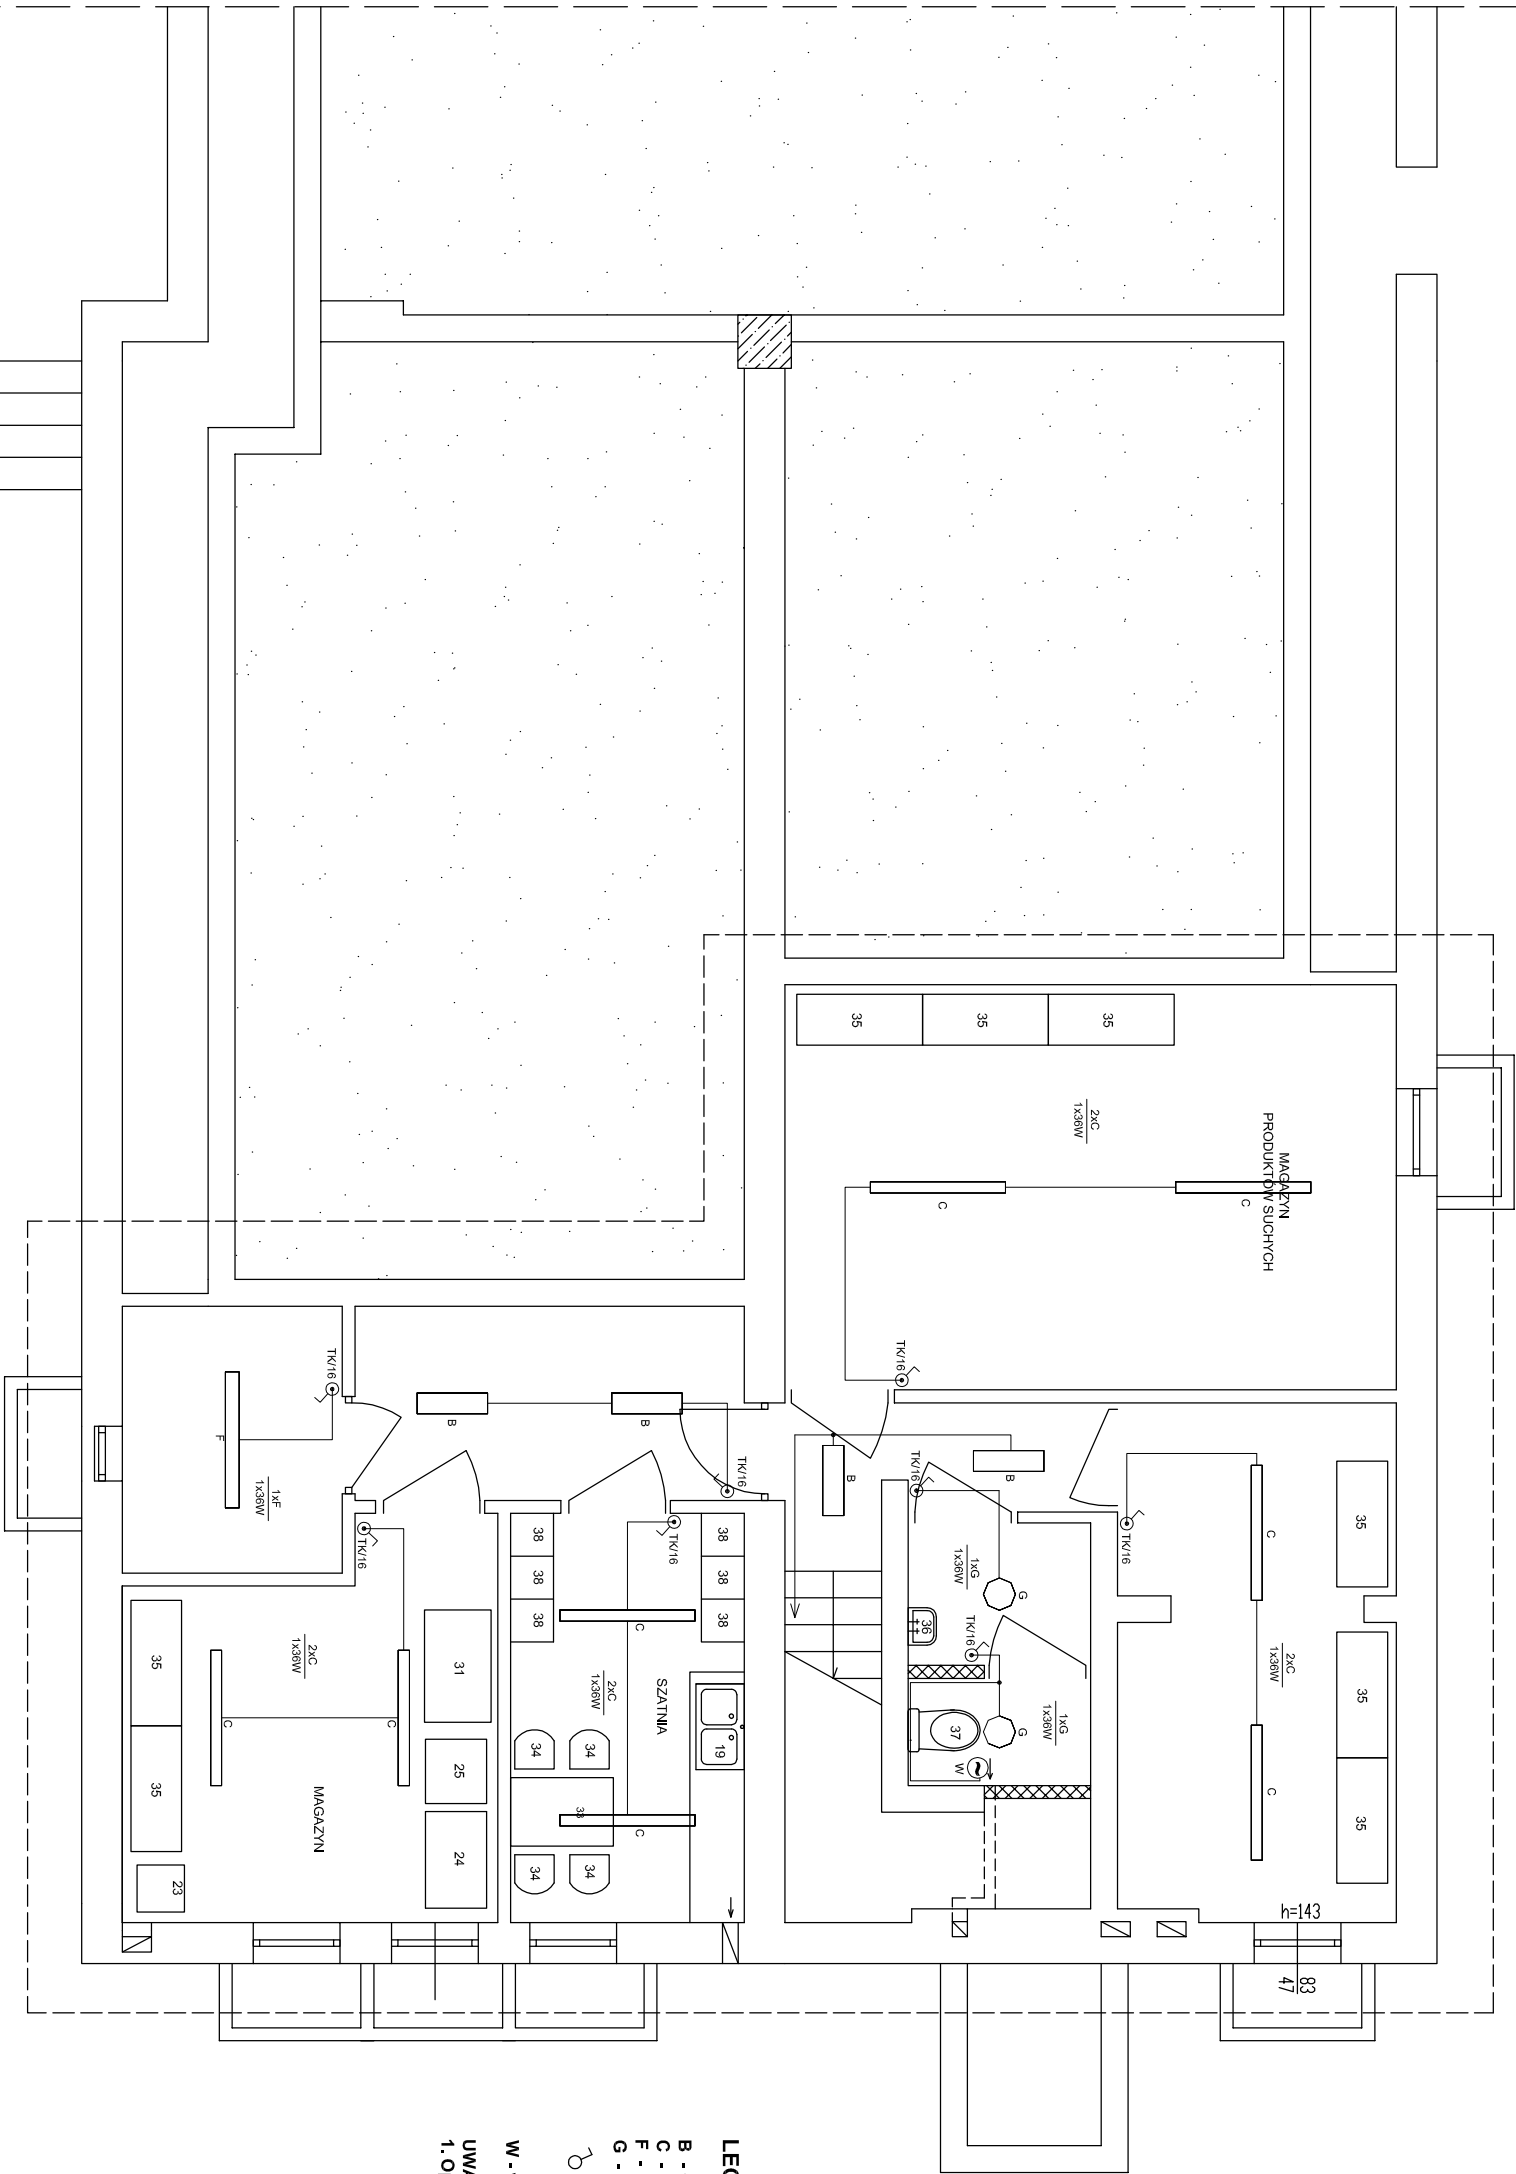 35
35
35
2xC
1x36W
MAGAZYN
PRODUKTÓW SUCHYCH
C
C
TK/16
TK/16
F
1xF
1x36W
B
B
TK/16
B
B
TK/16
TK/16
C
35
C
35
35
2xC
1x36W
h=143
83
47
1xG
1x36W
G
36
TK/16
1xG
1x36W
G
37
W
38
38
38
38
38
38
TK/16
C
2xC
1x36W
SZATNIA
19
34
34
33
C
34
34
TK/16
2xC
1x36W
C
C
31
25
24
35
35
23
MAGAZYN
LEG
B -
C -
F -
G -
W -
UWA